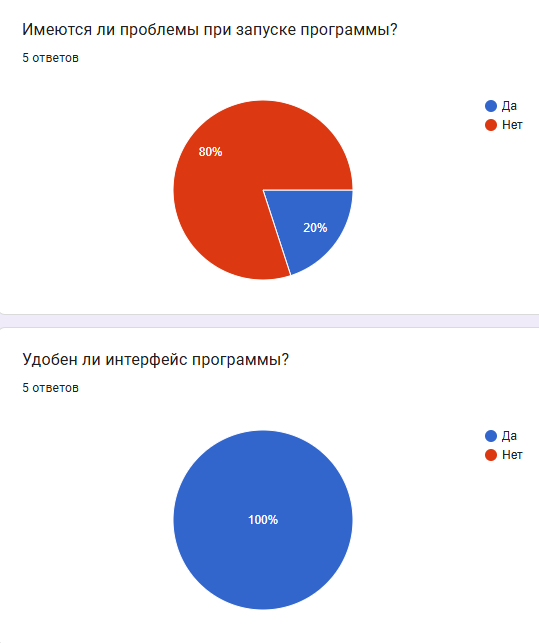 Имеются ли проблемы при запуске программы?
5 ответов
Да
Нет
80%
20%
Удобен ли интерфейс программы?
5 ответов
Да
Нет
100%